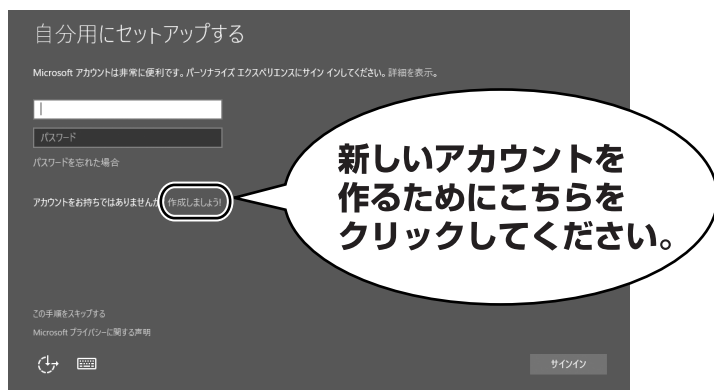 自分用にセットアップする
Microsoft アカウントは非常に便利です。パーソナライズ エクスペリエンスにサイン インしてください。詳細を表示。
パスワード
パスワードを忘れた場合
アカウントをお持ちではありませんか 作成しましょう!
新しいアカウントを
作るためにこちらを
クリックしてください。
この手順をスキップする
Microsoft プライバシーに関する声明
サインイン